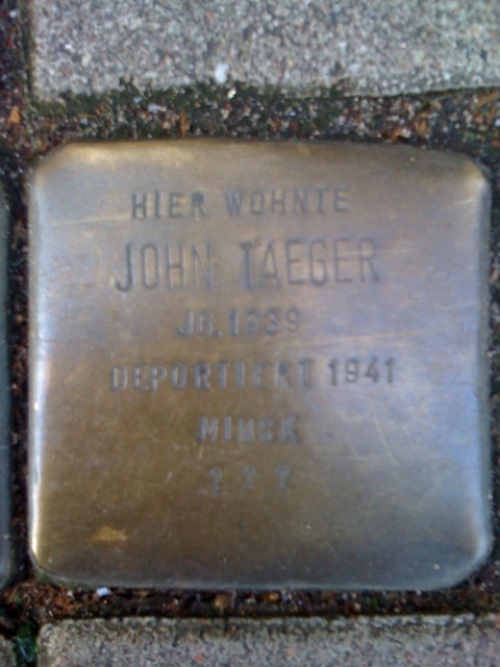 HIER WOHNTE
JOHN TAEGER
JG.1939
DEPORTIERT 1941
MINSK
? ? ?